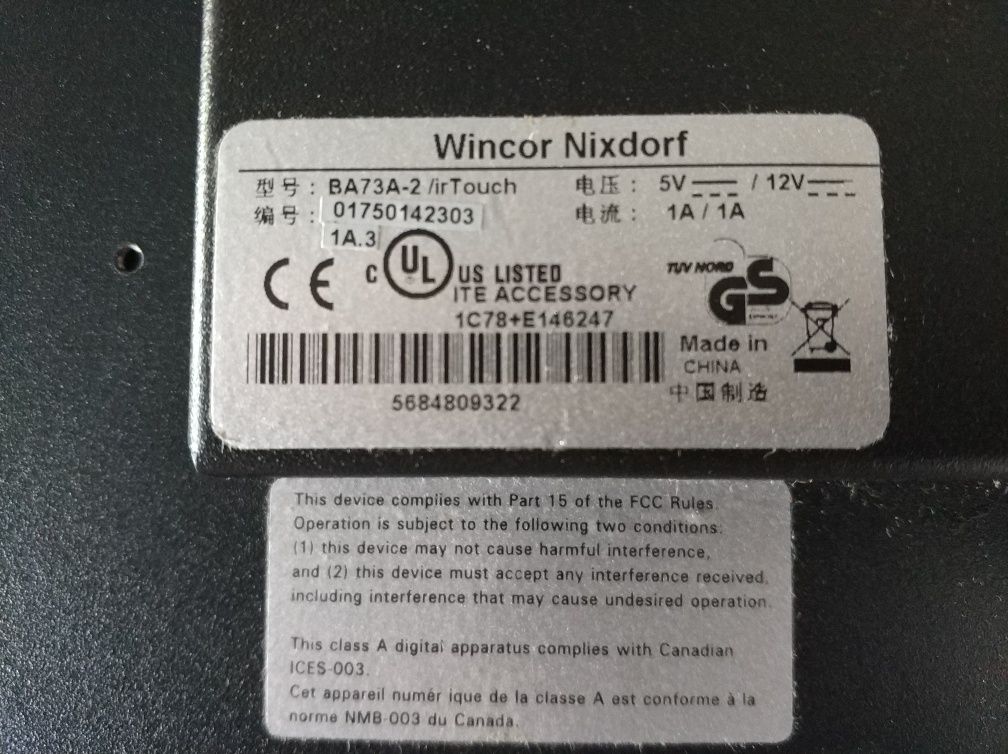 Wincor Nixdorf
型号: BA73A-2 /irTouch 电压: 5V / 12V
编号: 01750142303 电流: 1A / 1A
1A.3
CE C UL US LISTED
ITE ACCESSORY
1C78+E146247
TUV NORD GS
Made in
CHINA
中国制造
5684809322
This device complies with Part 15 of the FCC Rules.
Operation is subject to the following two conditions:
(1) this device may not cause harmful interference,
and (2) this device must accept any interference received,
including interference that may cause undesired operation.
This class A digital apparatus complies with Canadian
ICES-003.
Cet appareil numér ique de la classe A est conforme à la
norme NMB-003 du Canada.